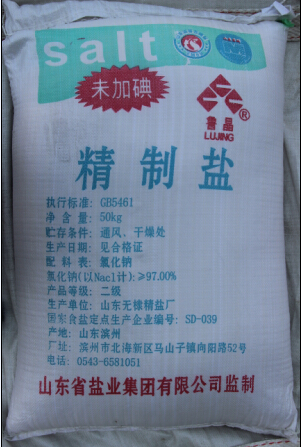 salt
未加碘
鲁晶
®
LUJING
精制盐
执行标准：GB5461
净含量：50kg
贮存条件：通风、干燥处
生产日期：见合格证
配料表：氯化钠
氯化钠(以Nacl计)：≥97.00%
产品等级：二级
生产单位：山东无棣精盐厂
国家食盐定点生产企业编号：SD-039
产地：山东滨州
厂址：滨州市北海新区马山子镇向阳路52号
电话：0543-6581051
山东省盐业集团有限公司监制